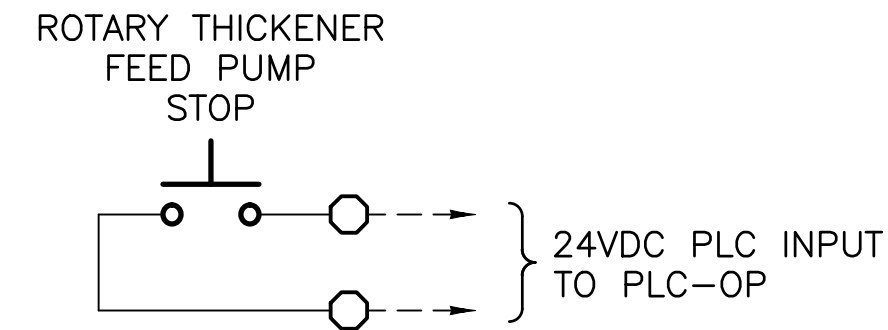 ROTARY THICKENER
FEED PUMP
STOP
24VDC PLC INPUT
TO PLC-OP